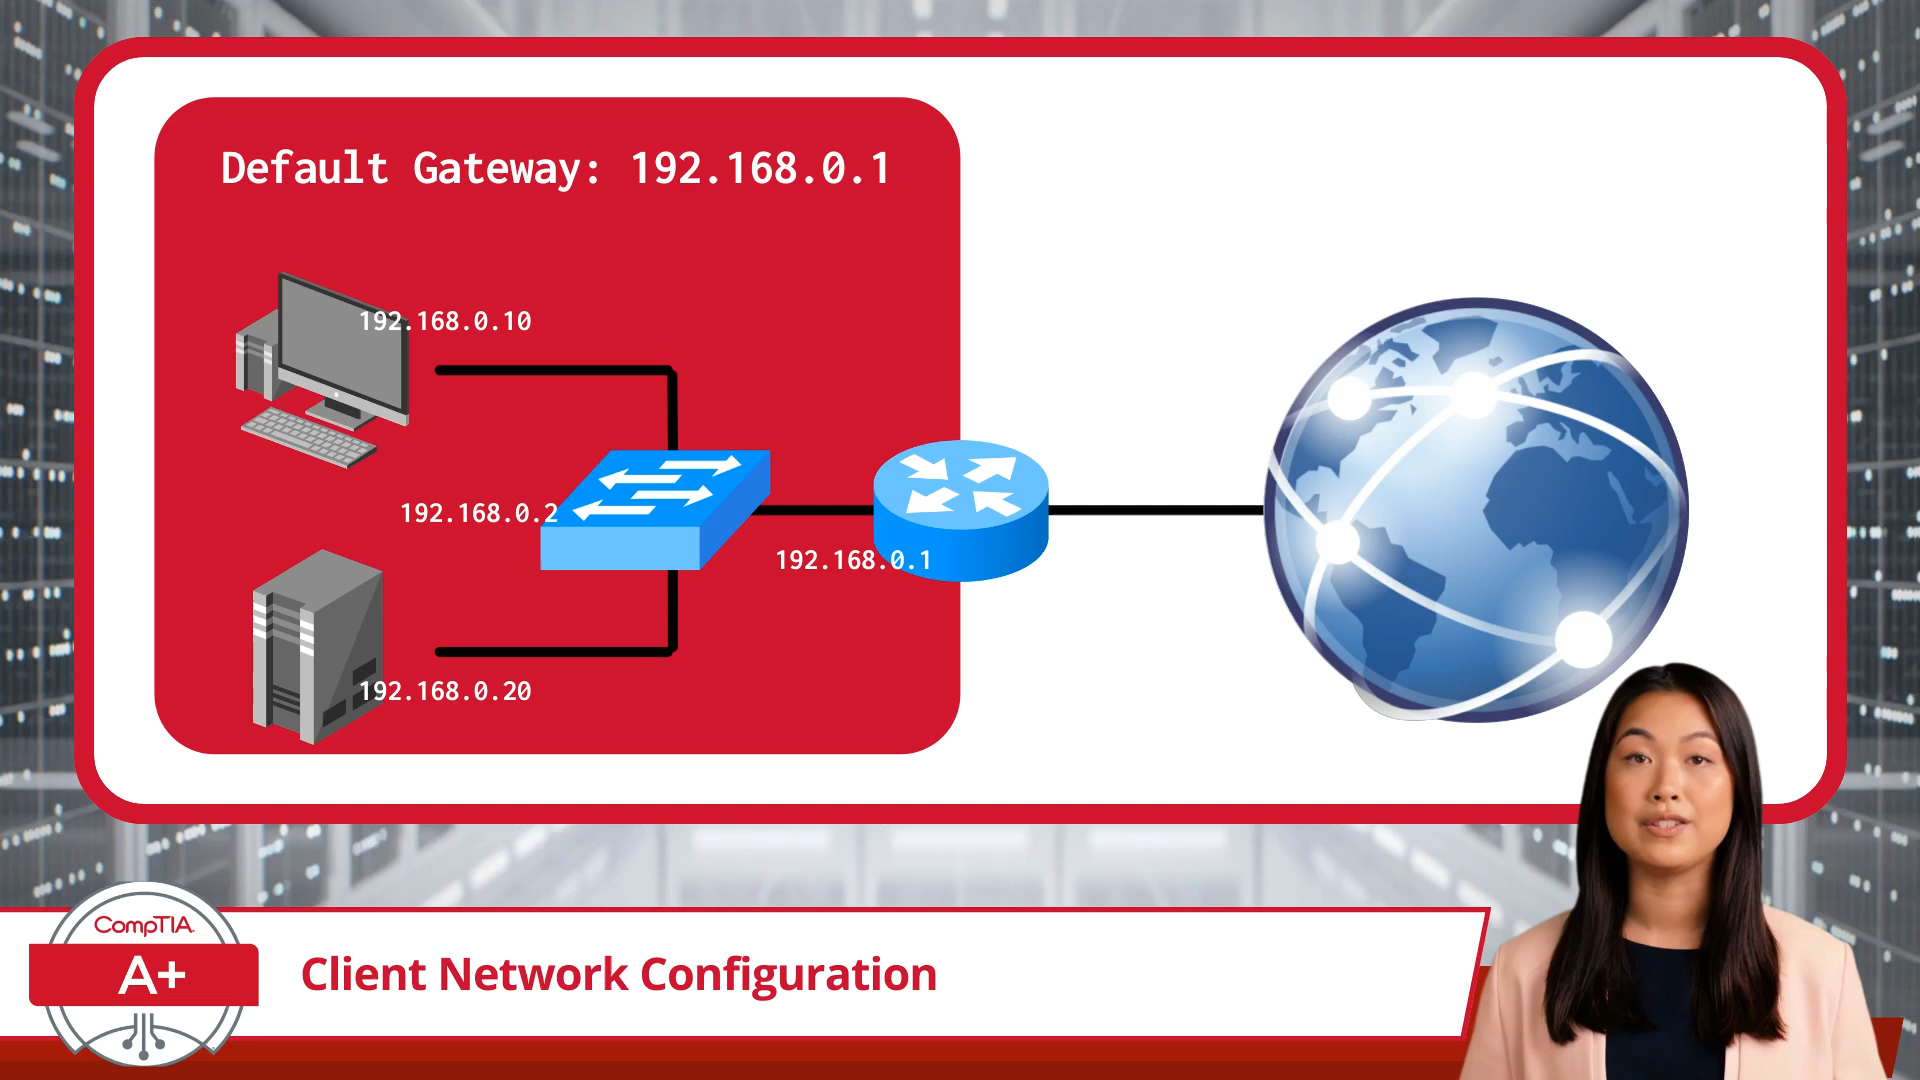 Default Gateway: 192.168.0.1
192.168.0.10
192.168.0.2
192.168.0.1
192.168.0.20
CompTIA.
A+
Client Network Configuration